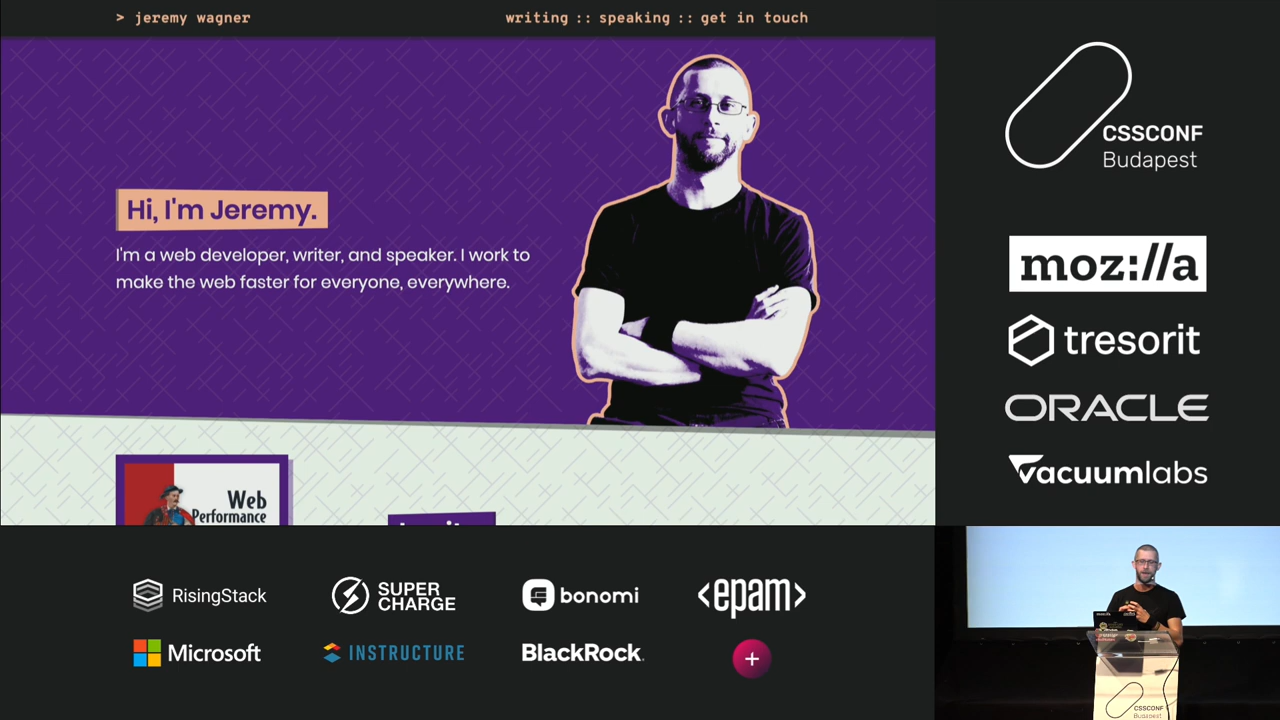 > jeremy wagner
writing :: speaking :: get in touch
Hi, I'm Jeremy.
I'm a web developer, writer, and speaker. I work to
make the web faster for everyone, everywhere.
Web
Performance
CSSCONF
Budapest
moz://a
tresorit
ORACLE
vacuumlabs
RisingStack
SUPER
CHARGE
bonomi
<epam>
Microsoft
INSTRUCTURE
BlackRock.
+
CSSCONF
Budapest